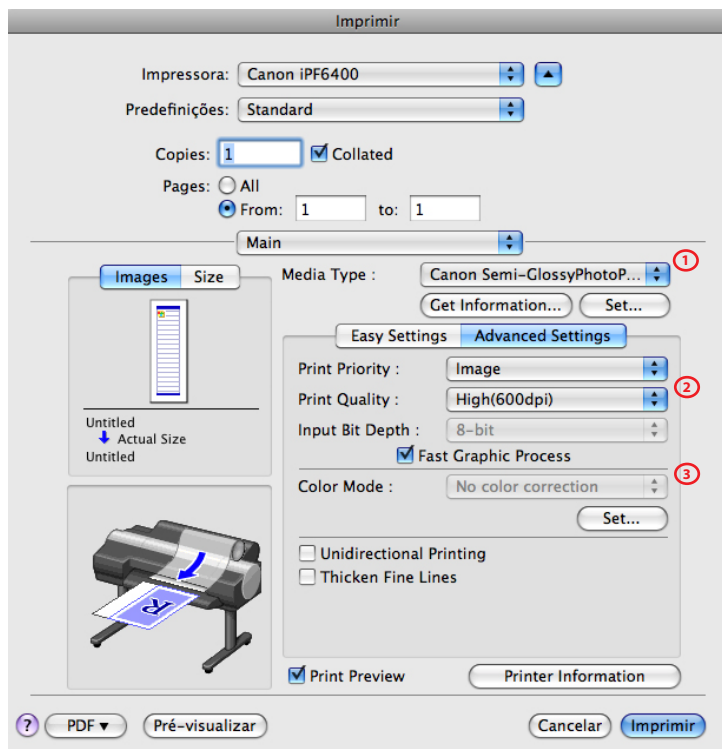 Imprimir
Impressora: Canon iPF6400
Predefinições: Standard
Copies: 1 Collated
Pages: All
From: 1 to: 1
Main
Images Size
Media Type : Canon Semi-GlossyPhotoP... 1
Get Information... Set...
Easy Settings Advanced Settings
Print Priority : Image
Print Quality : High(600dpi) 2
Input Bit Depth : 8-bit
Fast Graphic Process
Color Mode : No color correction 3
Set...
Untitled
Actual Size
Untitled
R
Unidirectional Printing
Thicken Fine Lines
Print Preview Printer Information
? PDF Pré-visualizar Cancelar Imprimir